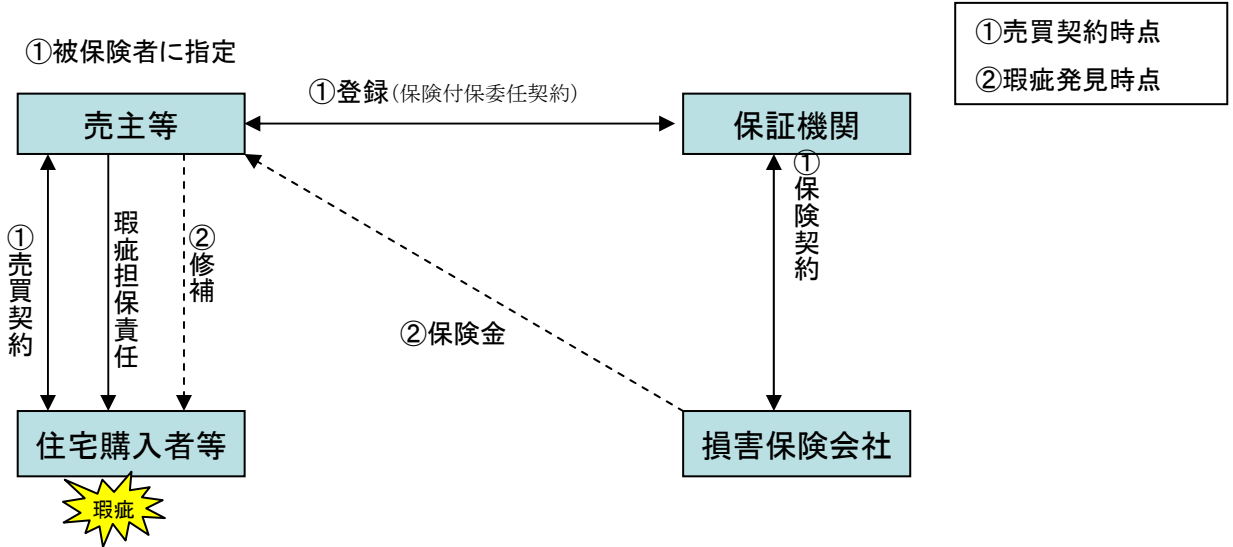 ①売買契約時点
②瑕疵発見時点
①被保険者に指定
①登録(保険付保委任契約)
売主等
保証機関
①売買契約
瑕疵担保責任
②修補
①保険契約
②保険金
住宅購入者等
損害保険会社
瑕疵